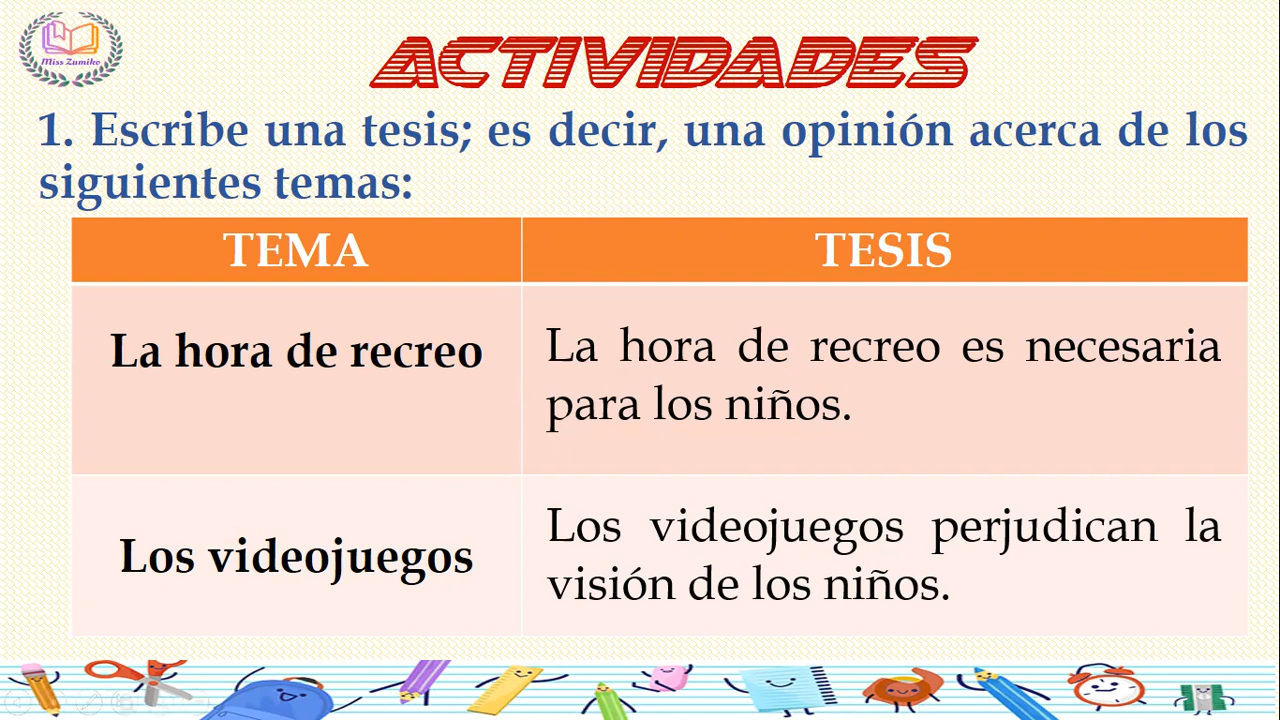 Miss Zumiko
ACTIVIDADES
1. Escribe una tesis; es decir, una opinión acerca de los
siguientes temas:
TEMA
TESIS
La hora de recreo
La hora de recreo es necesaria
para los niños.
Los videojuegos
Los videojuegos perjudican la
visión de los niños.